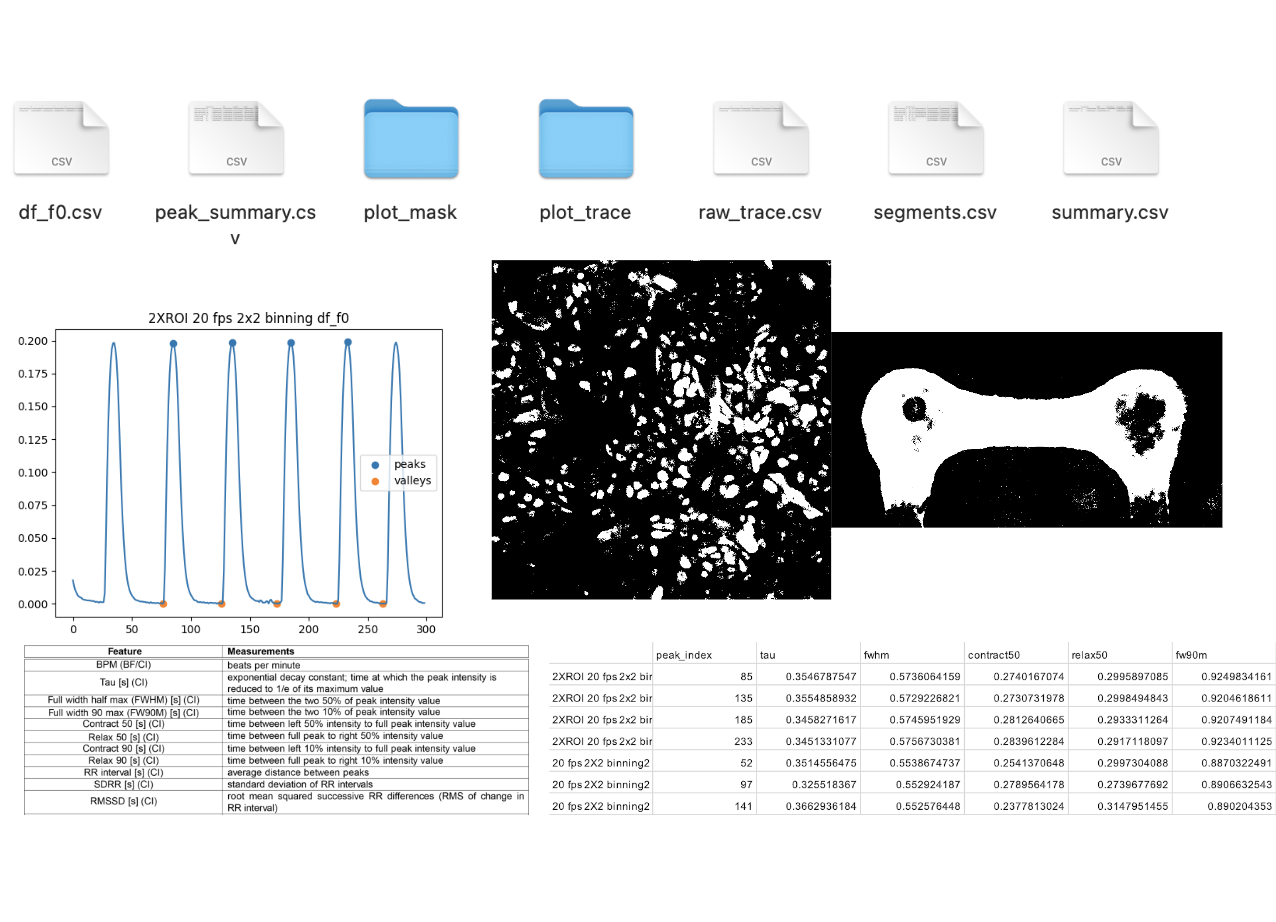 CSV
CSV
CSV
CSV
CSV
df_f0.csv
peak_summary.cs
v
plot_mask
plot_trace
raw_trace.csv
segments.csv
summary.csv
2XROI 20 fps 2x2 binning df_f0
0.200
0.175
0.150
0.125
0.100
0.075
0.050
0.025
0.000
peaks
valleys
0 50 100 150 200 250 300
Feature Measurements
BPM (BF/CI) beats per minute
Tau [s] (CI) exponential decay constant; time at which the peak intensity is
reduced to 1/e of its maximum value
Full width half max (FWHM) [s] (CI) time between the two 50% of peak intensity value
Full width 90 max (FW90M) [s] (CI) time between the two 10% of peak intensity value
Contract 50 [s] (CI) time between left 50% intensity to full peak intensity value
Relax 50 [s] (CI) time between full peak to right 50% intensity value
Contract 90 [s] (CI) time between left 10% intensity to full peak intensity value
Relax 90 [s] (CI) time between full peak to right 10% intensity value
RR interval [s] (CI) average distance between peaks
SDRR [s] (CI) standard deviation of RR intervals
RMSSD [s] (CI) root mean squared successive RR differences (RMS of change in
RR interval)
peak_index tau fwhm contract50 relax50 fw90m
2XROI 20 fps 2x2 bir 85 0.3546787547 0.5736064159 0.2740167074 0.2995897085 0.9249834161
2XROI 20 fps 2x2 bir 135 0.3554858932 0.5729226821 0.2730731978 0.2998494843 0.9204618611
2XROI 20 fps 2x2 bir 185 0.3458271617 0.5745951929 0.2812640665 0.2933311264 0.9207491184
2XROI 20 fps 2x2 bir 233 0.3451331077 0.5756730381 0.2839612284 0.2917118097 0.9234011125
20 fps 2X2 binning2 52 0.3514556475 0.5538674737 0.2541370648 0.2997304088 0.8870322491
20 fps 2X2 binning2 97 0.325518367 0.552924187 0.2789564178 0.2739677692 0.8906632543
20 fps 2X2 binning2 141 0.3662936184 0.552576448 0.2377813024 0.3147951455 0.890204353